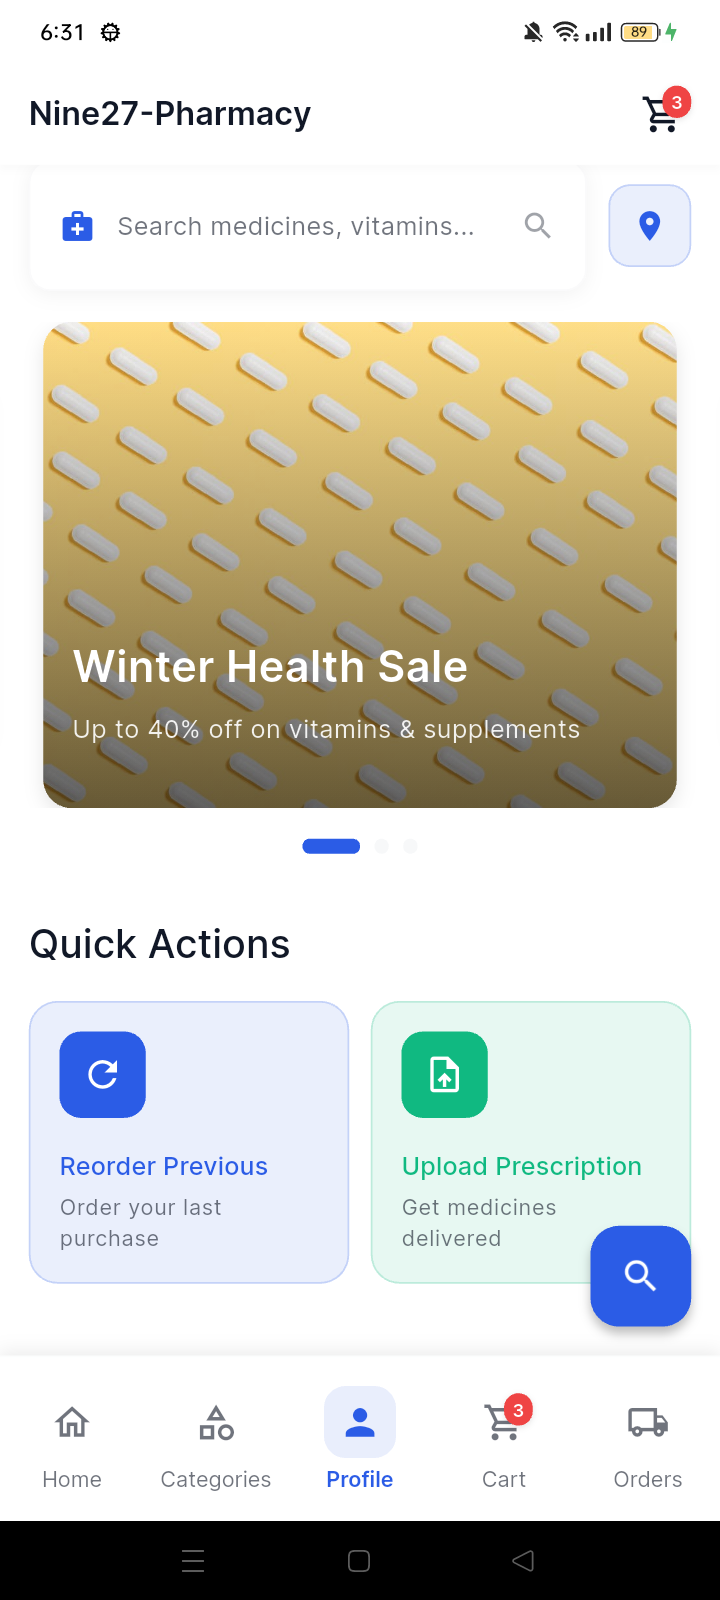 6:31
89
Nine27-Pharmacy
3
Search medicines, vitamins...
Winter Health Sale
Up to 40% off on vitamins & supplements
Quick Actions
Reorder Previous
Order your last
purchase
Upload Prescription
Get medicines
delivered
Home
Categories
Profile
3
Cart
Orders